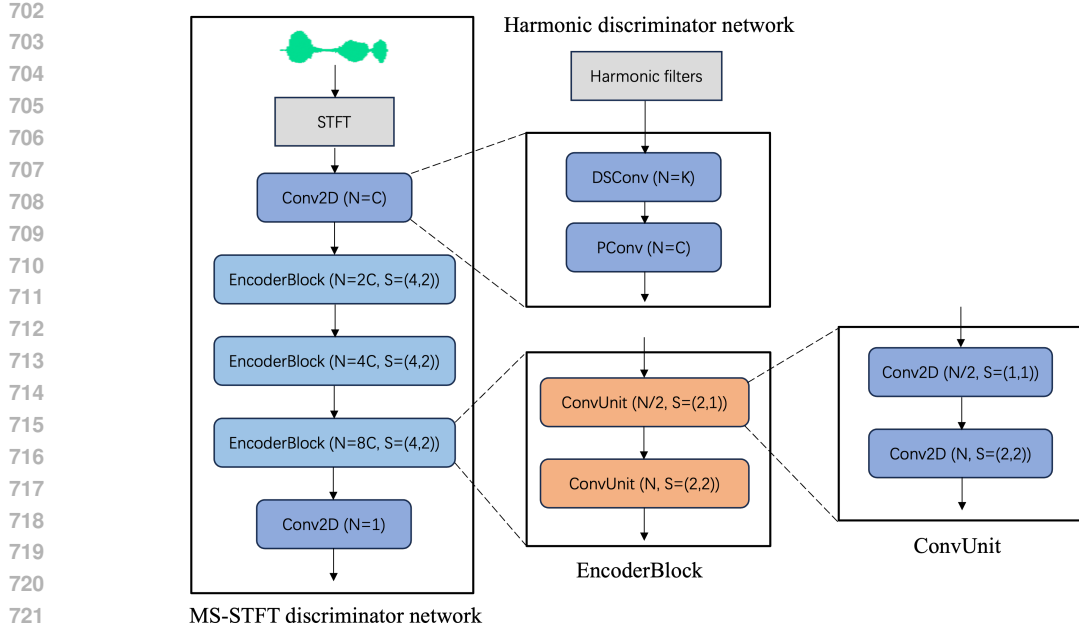 702
703
704
705
706
707
708
709
710
711
712
713
714
715
716
717
718
719
720
721
STFT
Conv2D (N=C)
EncoderBlock (N=2C, S=(4,2))
EncoderBlock (N=4C, S=(4,2))
EncoderBlock (N=8C, S=(4,2))
Conv2D (N=1)
MS-STFT discriminator network
Harmonic discriminator network
Harmonic filters
DSConv (N=K)
PConv (N=C)
ConvUnit (N/2, S=(2,1))
ConvUnit (N, S=(2,2))
EncoderBlock
Conv2D (N/2, S=(1,1))
Conv2D (N, S=(2,2))
ConvUnit